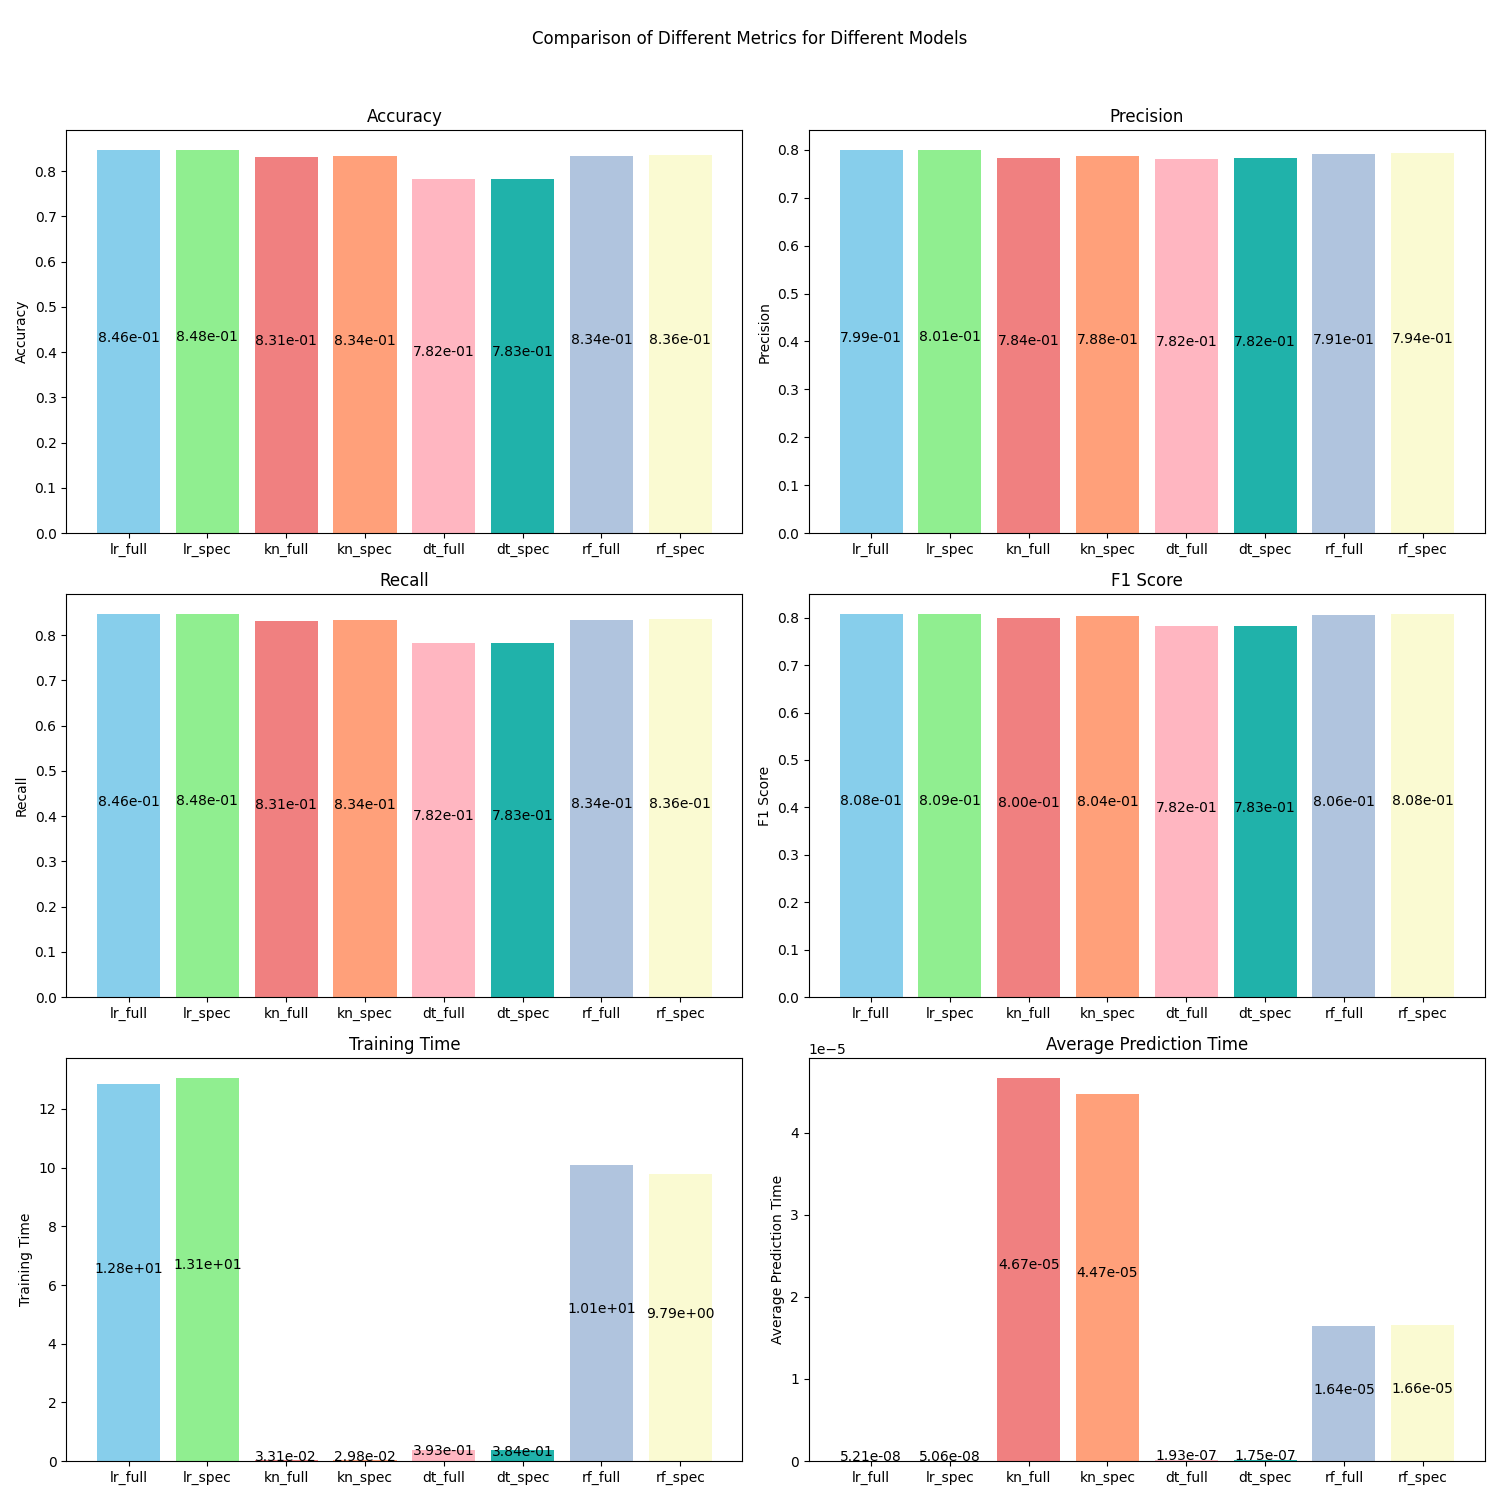 Comparison of Different Metrics for Different Models
Accuracy
Accuracy
0.8
0.7
0.6
0.5
0.4
0.3
0.2
0.1
0.0
8.46e-01 8.48e-01 8.31e-01 8.34e-01 7.82e-01 7.83e-01 8.34e-01 8.36e-01
lr_full lr_spec kn_full kn_spec dt_full dt_spec rf_full rf_spec
Precision
Precision
0.8
0.7
0.6
0.5
0.4
0.3
0.2
0.1
0.0
7.99e-01 8.01e-01 7.84e-01 7.88e-01 7.82e-01 7.82e-01 7.91e-01 7.94e-01
lr_full lr_spec kn_full kn_spec dt_full dt_spec rf_full rf_spec
Recall
Recall
0.8
0.7
0.6
0.5
0.4
0.3
0.2
0.1
0.0
8.46e-01 8.48e-01 8.31e-01 8.34e-01 7.82e-01 7.83e-01 8.34e-01 8.36e-01
lr_full lr_spec kn_full kn_spec dt_full dt_spec rf_full rf_spec
F1 Score
F1 Score
0.8
0.7
0.6
0.5
0.4
0.3
0.2
0.1
0.0
8.08e-01 8.09e-01 8.00e-01 8.04e-01 7.82e-01 7.83e-01 8.06e-01 8.08e-01
lr_full lr_spec kn_full kn_spec dt_full dt_spec rf_full rf_spec
Training Time
Training Time
12
10
8
6
4
2
0
1.28e+01 1.31e+01 3.31e-02 2.98e-02 3.93e-01 3.84e-01 1.01e+01 9.79e+00
lr_full lr_spec kn_full kn_spec dt_full dt_spec rf_full rf_spec
Average Prediction Time
1e−5
Average Prediction Time
4
3
2
1
0
5.21e-08 5.06e-08 4.67e-05 4.47e-05 1.93e-07 1.75e-07 1.64e-05 1.66e-05
lr_full lr_spec kn_full kn_spec dt_full dt_spec rf_full rf_spec